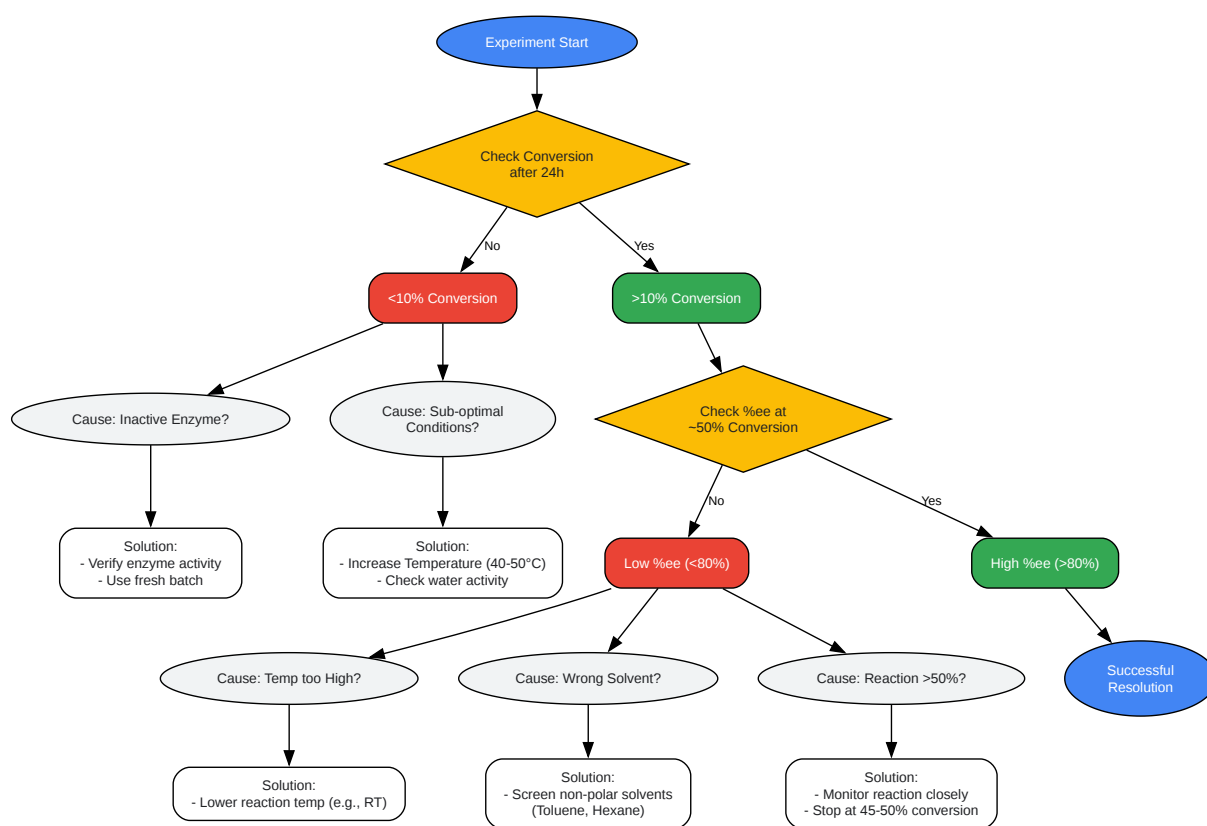 Experiment Start
Check Conversion
after 24h
No
Yes
<10% Conversion
>10% Conversion
Cause: Inactive Enzyme?
Cause: Sub-optimal
Conditions?
Check %ee at
~50% Conversion
No
Yes
Solution:
- Verify enzyme activity
- Use fresh batch
Solution:
- Increase Temperature (40-50°C)
- Check water activity
Low %ee (<80%)
High %ee (>80%)
Cause: Temp too High?
Cause: Wrong Solvent?
Cause: Reaction >50%?
Successful
Resolution
Solution:
- Lower reaction temp (e.g., RT)
Solution:
- Screen non-polar solvents
(Toluene, Hexane)
Solution:
- Monitor reaction closely
- Stop at 45-50% conversion